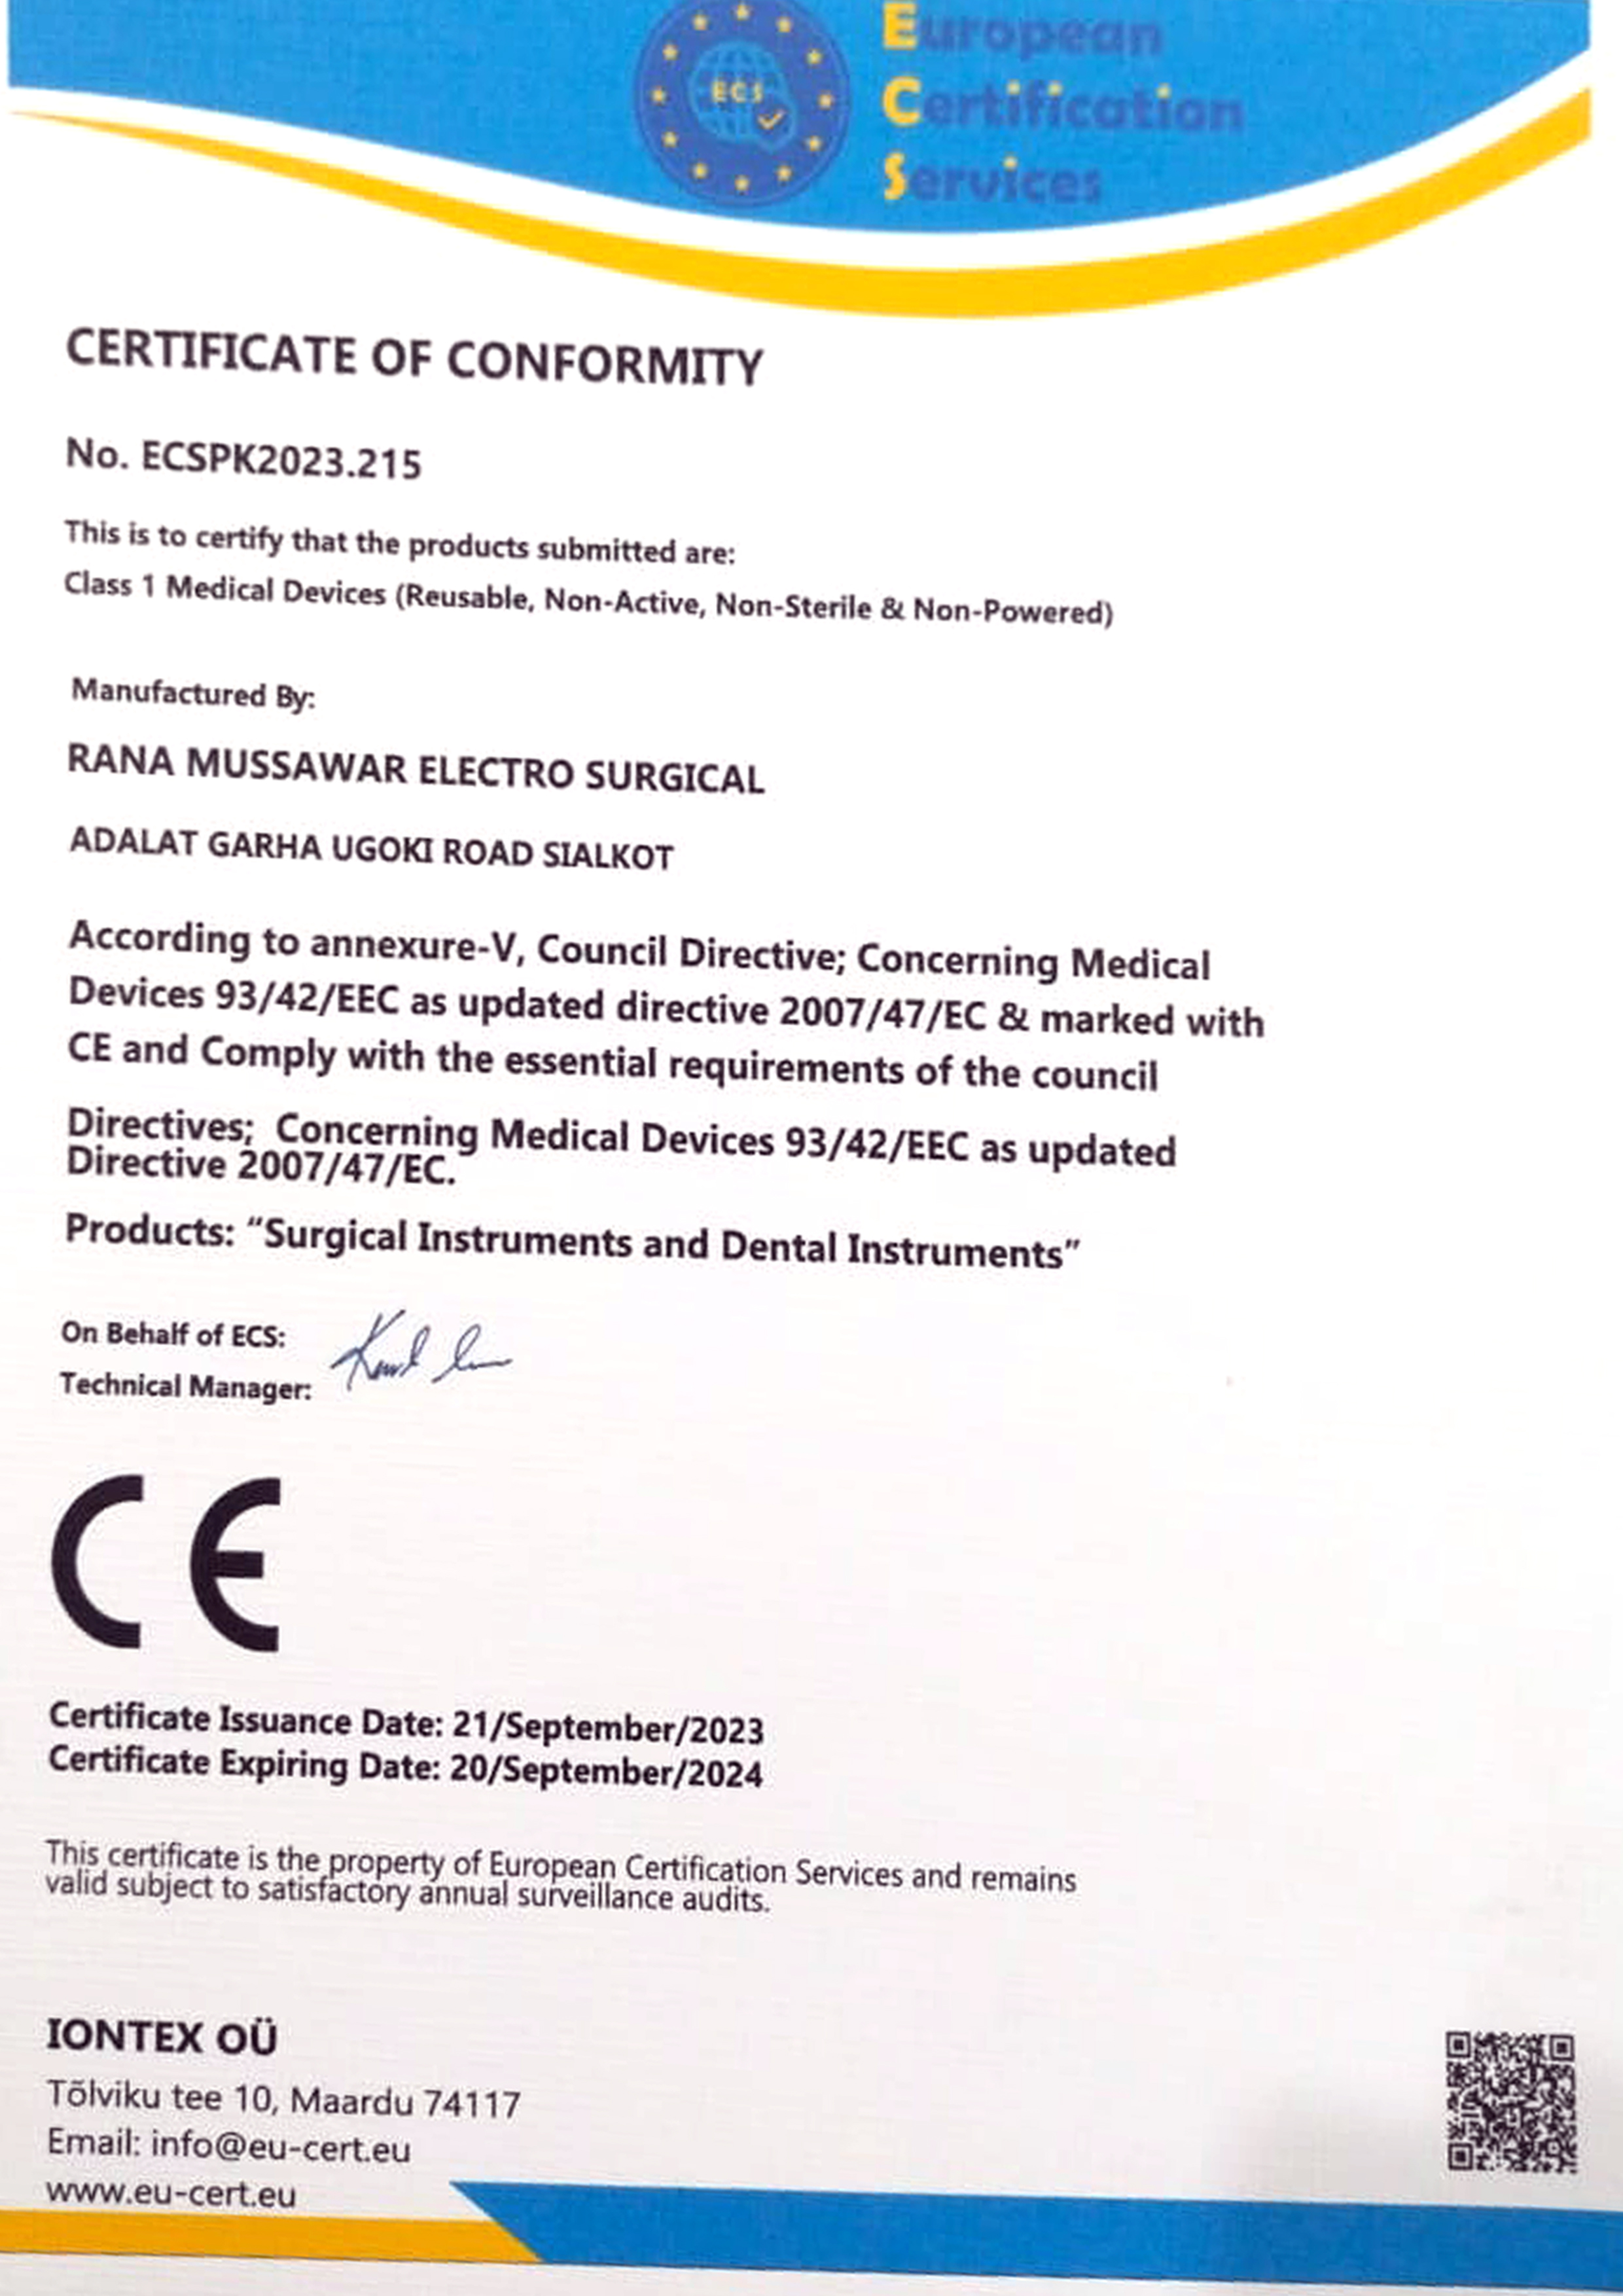 ECS
European
Certification
Services
CERTIFICATE OF CONFORMITY
No. ECSPK2023.215
This is to certify that the products submitted are:
Class 1 Medical Devices (Reusable, Non-Active, Non-Sterile & Non-Powered)
Manufactured By:
RANA MUSSAWAR ELECTRO SURGICAL
ADALAT GARHA UGOKI ROAD SIALKOT
According to annexure-V, Council Directive; Concerning Medical
Devices 93/42/EEC as updated directive 2007/47/EC & marked with
CE and Comply with the essential requirements of the council
Directives; Concerning Medical Devices 93/42/EEC as updated
Directive 2007/47/EC.
Products: “Surgical Instruments and Dental Instruments”
On Behalf of ECS:
Technical Manager:
CE
Certificate Issuance Date: 21/September/2023
Certificate Expiring Date: 20/September/2024
This certificate is the property of European Certification Services and remains
valid subject to satisfactory annual surveillance audits.
IONTEX OÜ
Tõlviku tee 10, Maardu 74117
Email: info@eu-cert.eu
www.eu-cert.eu